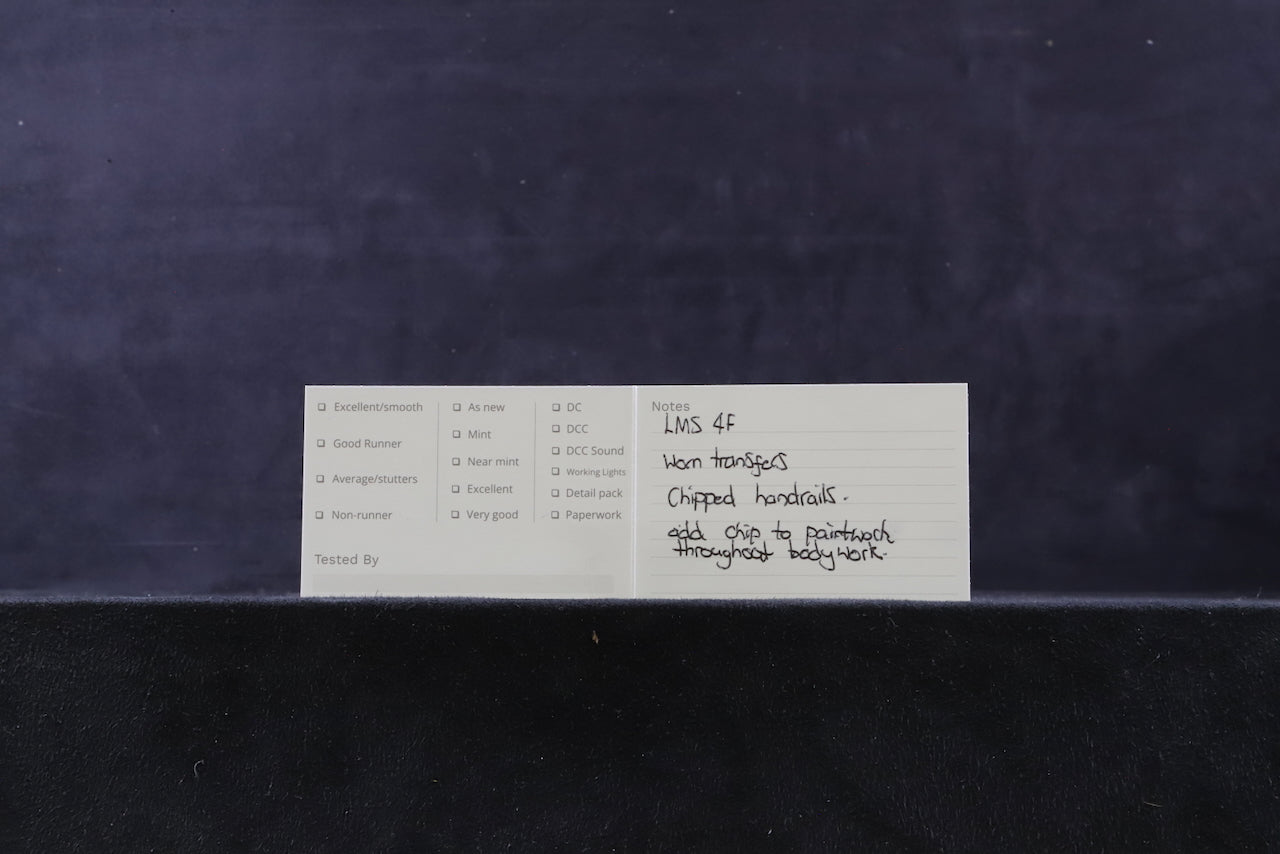 Excellent/smooth
Good Runner
Average/stutters
Non-runner
As new
Mint
Near mint
Excellent
Very good
DC
DCC
DCC Sound
Working Lights
Detail pack
Paperwork
Tested By
Notes
LMS 4F
Worn transfers
Chipped handrails.
odd chip to paintwork
throughout bodywork.